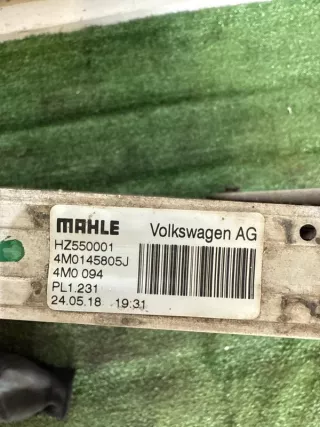 MAHLE Volkswagen AG
HZ550001
4M0145805J
4M0 094
PL1.231
24.05.18 19:31